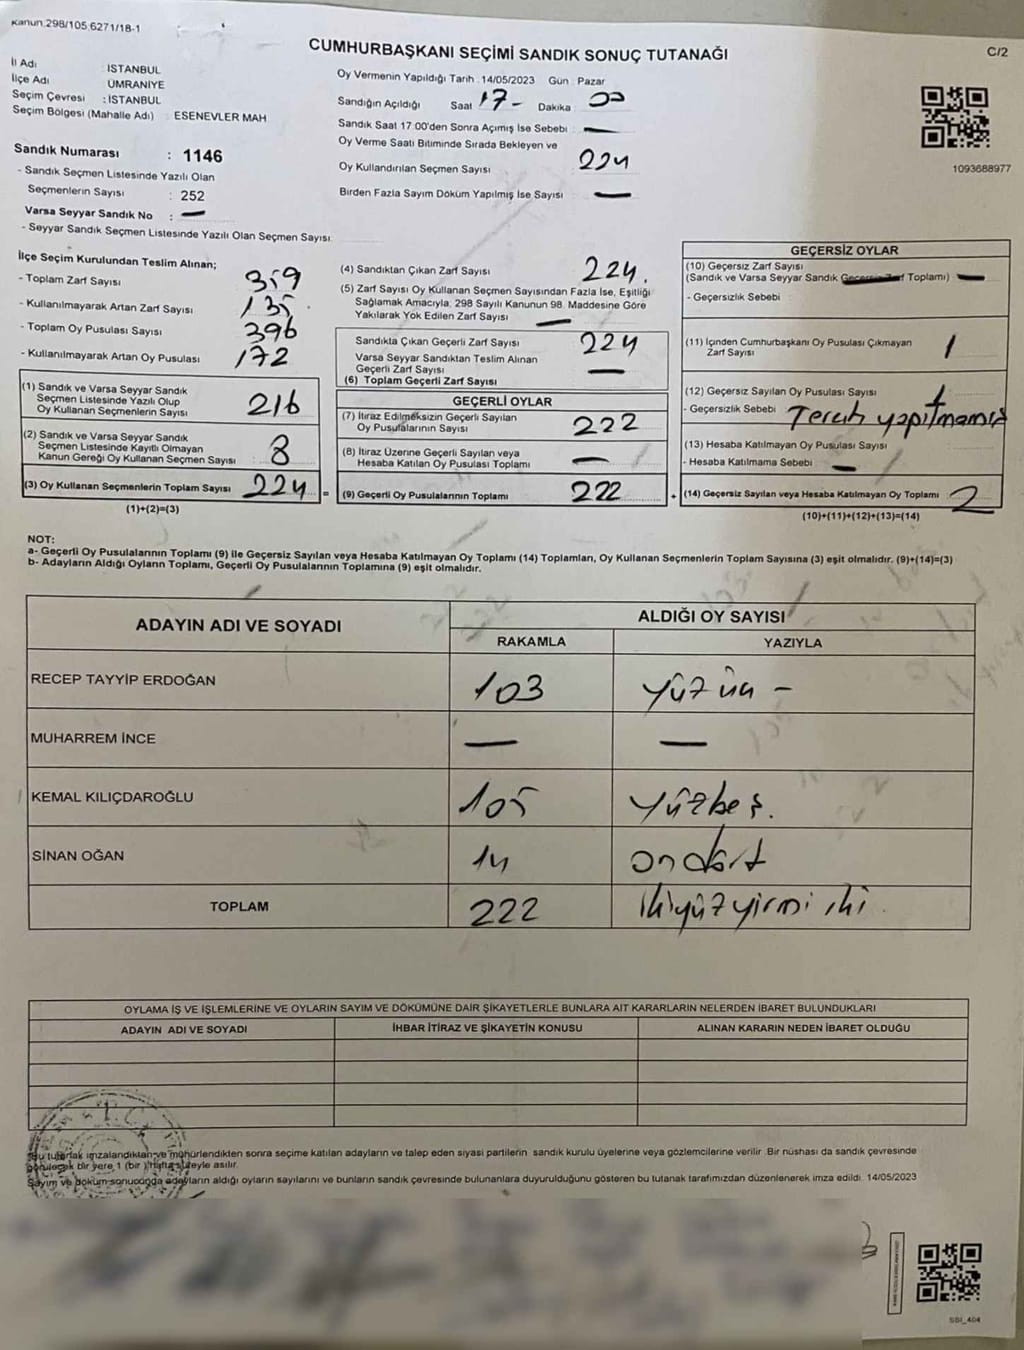 Kanun 298/105 6271/18-1
CUMHURBAŞKANI SEÇİMİ SANDIK SONUÇ TUTANAĞI
C/2
İl Adı : İSTANBUL
İlçe Adı ÜMRANİYE
Seçim Çevresi : İSTANBUL
Seçim Bölgesi (Mahalle Adı) : ESENEVLER MAH
Sandık Numarası : 1146
- Sandık Seçmen Listesinde Yazılı Olan
Seçmenlerin Sayısı : 252
Varsa Seyyar Sandık No : —
- Seyyar Sandık Seçmen Listesinde Yazılı Olan Seçmen Sayısı:
Oy Vermenin Yapıldığı Tarih : 14/05/2023 Gün : Pazar
Sandığın Açıldığı Saat 17- Dakika 00
Sandık Saat 17:00'den Sonra Açımış İse Sebebi : —
Oy Verme Saati Bitiminde Sırada Bekleyen ve
Oy Kullandırılan Seçmen Sayısı 224
Birden Fazla Sayım Döküm Yapılmış İse Sayısı —
1093688977
İlçe Seçim Kurulundan Teslim Alınan;
- Toplam Zarf Sayısı 359
- Kullanılmayarak Artan Zarf Sayısı 135
- Toplam Oy Pusulası Sayısı 396
- Kullanılmayarak Artan Oy Pusulası 172
(1) Sandık ve Varsa Seyyar Sandık
Seçmen Listesinde Yazılı Olup
Oy Kullanan Seçmenlerin Sayısı 216
(2) Sandık ve Varsa Seyyar Sandık
Seçmen Listesinde Kayıtlı Olmayan
Kanun Gereği Oy Kullanan Seçmen Sayısı : 8
(3) Oy Kullanan Seçmenlerin Toplam Sayısı 224 =
(1)+(2)=(3)
(4) Sandıktan Çıkan Zarf Sayısı 224.
(5) Zarf Sayısı Oy Kullanan Seçmen Sayısından Fazla İse, Eşitliği
Sağlamak Amacıyla, 298 Sayılı Kanunun 98. Maddesine Göre
Yakılarak Yok Edilen Zarf Sayısı —
Sandıkta Çıkan Geçerli Zarf Sayısı 224
Varsa Seyyar Sandıktan Teslim Alınan
Geçerli Zarf Sayısı —
(6) Toplam Geçerli Zarf Sayısı
GEÇERLİ OYLAR
(7) İtiraz Edilmeksizin Geçerli Sayılan
Oy Pusulalarının Sayısı 222
(8) İtiraz Üzerine Geçerli Sayılan veya
Hesaba Katılan Oy Pusulası Toplamı —
(9) Geçerli Oy Pusulalarının Toplamı 222 +
GEÇERSİZ OYLAR
(10) Geçersiz Zarf Sayısı
(Sandık ve Varsa Seyyar Sandık Geçersiz Zarf Toplamı) —
- Geçersizlik Sebebi
(11) İçinden Cumhurbaşkanı Oy Pusulası Çıkmayan
Zarf Sayısı 1
(12) Geçersiz Sayılan Oy Pusulası Sayısı 1
- Geçersizlik Sebebi : Tercih yapılmamış
(13) Hesaba Katılmayan Oy Pusulası Sayısı
- Hesaba Katılmama Sebebi : —
(14) Geçersiz Sayılan veya Hesaba Katılmayan Oy Toplamı 2
(10)+(11)+(12)+(13)=(14)
NOT:
a- Geçerli Oy Pusulalarının Toplamı (9) ile Geçersiz Sayılan veya Hesaba Katılmayan Oy Toplamı (14) Toplamları, Oy Kullanan Seçmenlerin Toplam Sayısına (3) eşit olmalıdır. (9)+(14)=(3)
b- Adayların Aldığı Oyların Toplamı, Geçerli Oy Pusulalarının Toplamına (9) eşit olmalıdır.
ADAYIN ADI VE SOYADI ALDIĞI OY SAYISI
RAKAMLA YAZIYLA
RECEP TAYYİP ERDOĞAN 103 yüzüç -
MUHARREM İNCE — —
KEMAL KILIÇDAROĞLU 105 yüzbeş.
SİNAN OĞAN 14 ondört
TOPLAM 222 ikiyüzyirmi iki.
OYLAMA İŞ VE İŞLEMLERİNE VE OYLARIN SAYIM VE DÖKÜMÜNE DAİR ŞİKAYETLERLE BUNLARA AİT KARARLARIN NELERDEN İBARET BULUNDUKLARI
ADAYIN ADI VE SOYADI İHBAR İTİRAZ VE ŞİKAYETİN KONUSU ALINAN KARARIN NEDEN İBARET OLDUĞU
T.C.
Bu tutanak imzalandıktan ve mühürlendikten sonra seçime katılan adayların ve talep eden siyasi partilerin sandık kurulu üyelerine veya gözlemcilerine verilir. Bir nüshası da sandık çevresinde
görülecek bir yere 1 (bir) hafta süreyle asılır.
Sayım ve döküm sonucunda adayların aldığı oyların sayılarını ve bunların sandık çevresinde bulunanlara duyurulduğunu gösteren bu tutanak tarafımızdan düzenlenerek imza edildi. 14/05/2023
SBI_404